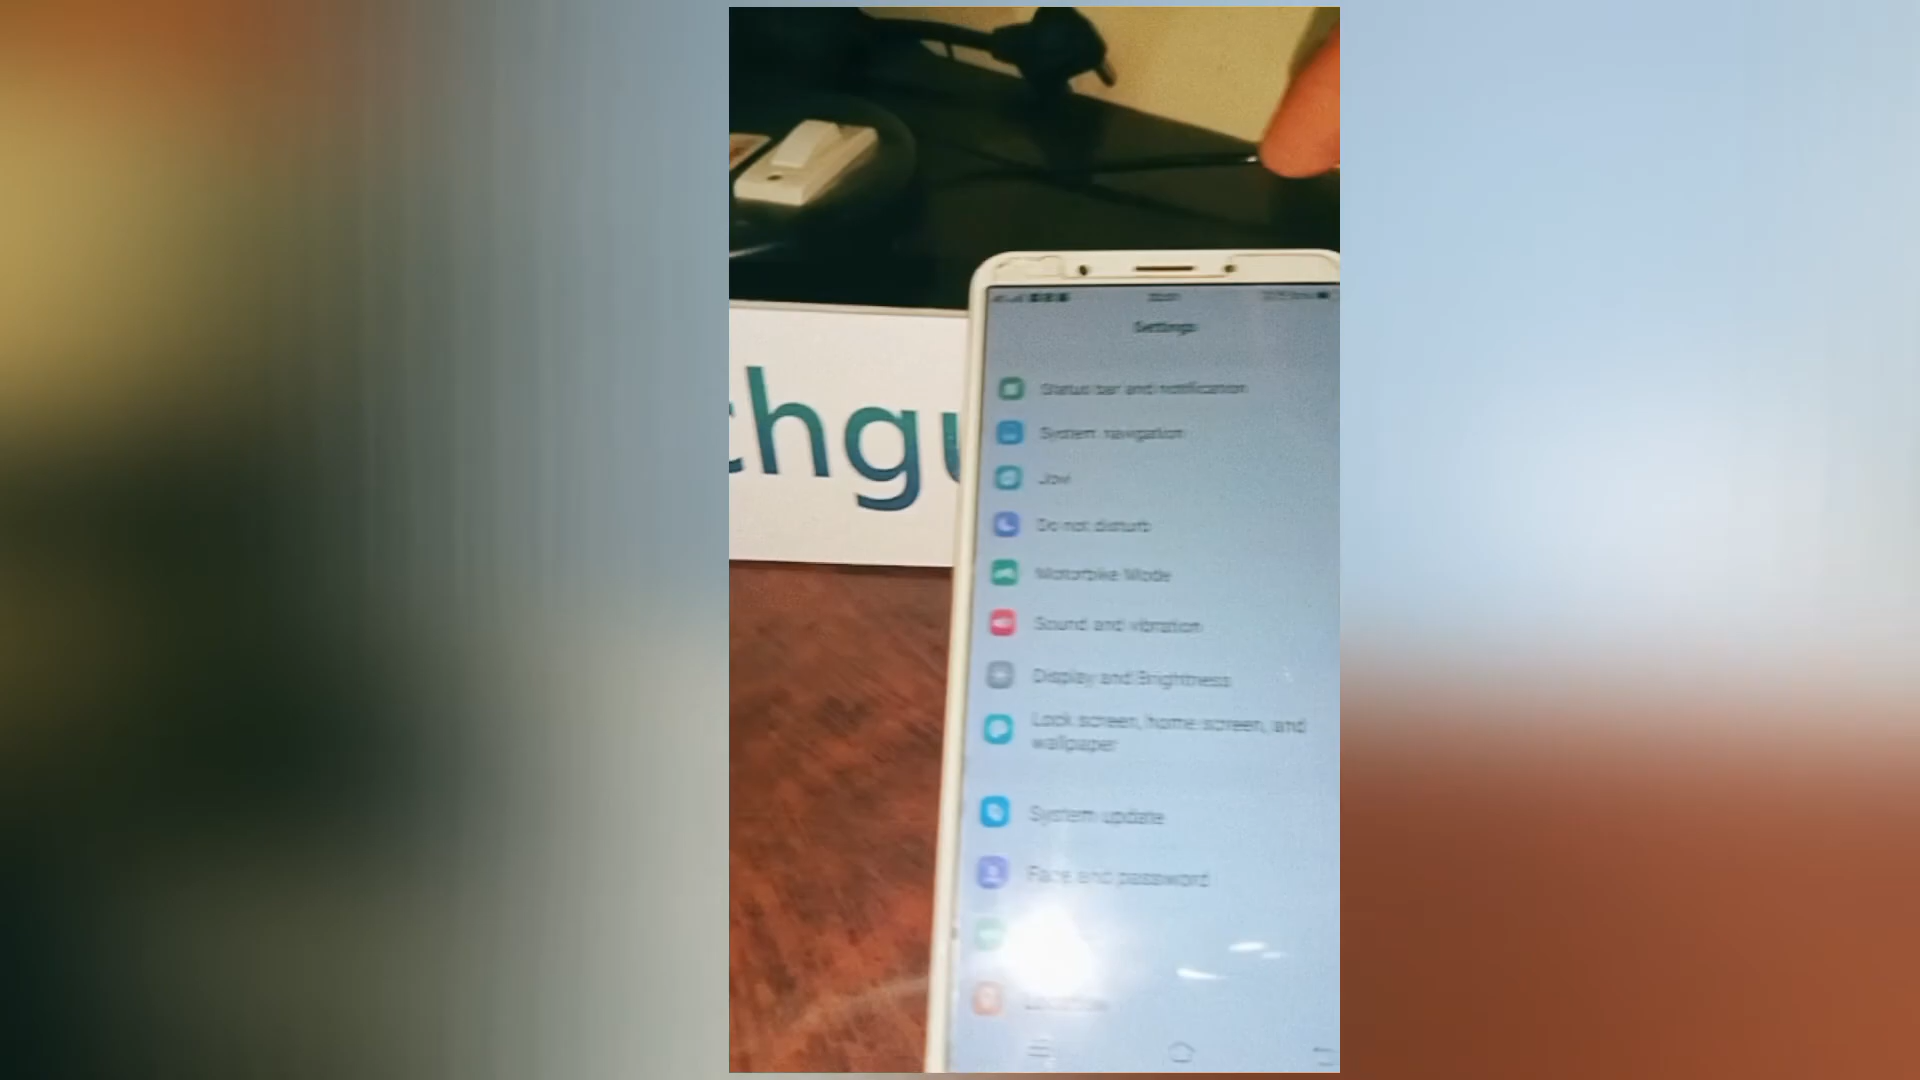 chgu
Settings
Status bar and notification
System navigation
Jovi
Do not disturb
Motorbike Mode
Sound and vibration
Display and Brightness
Lock screen, home screen, and
wallpaper
System update
Face and password
Location